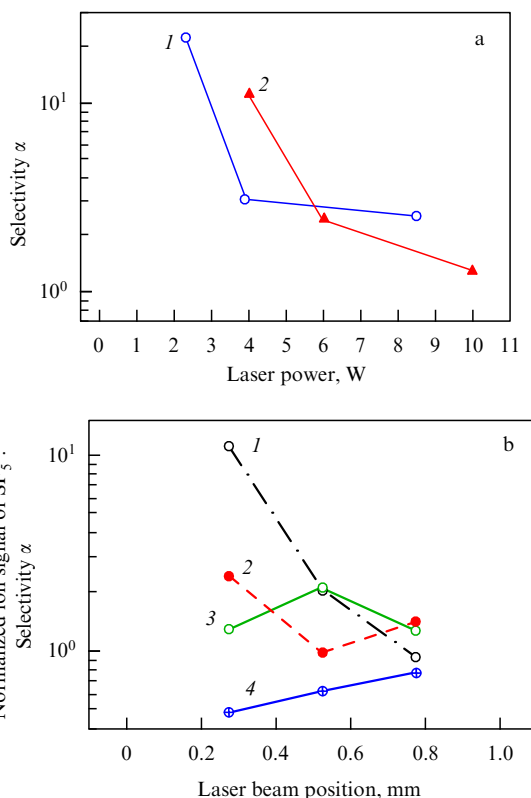 a
1
2
10¹
10⁰
Selectivity α
0 1 2 3 4 5 6 7 8 9 10 11
Laser power, W
b
1
2
3
4
10¹
10⁰
Selectivity α
0 0.2 0.4 0.6 0.8 1.0
Laser beam position, mm